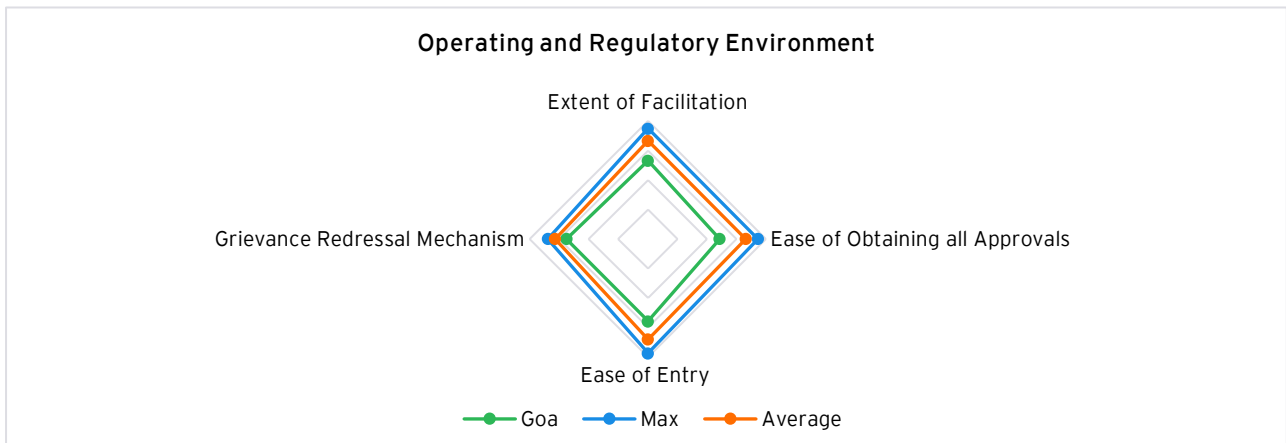 Operating and Regulatory Environment
Extent of Facilitation
Grievance Redressal Mechanism
Ease of Obtaining all Approvals
Ease of Entry
Goa
Max
Average